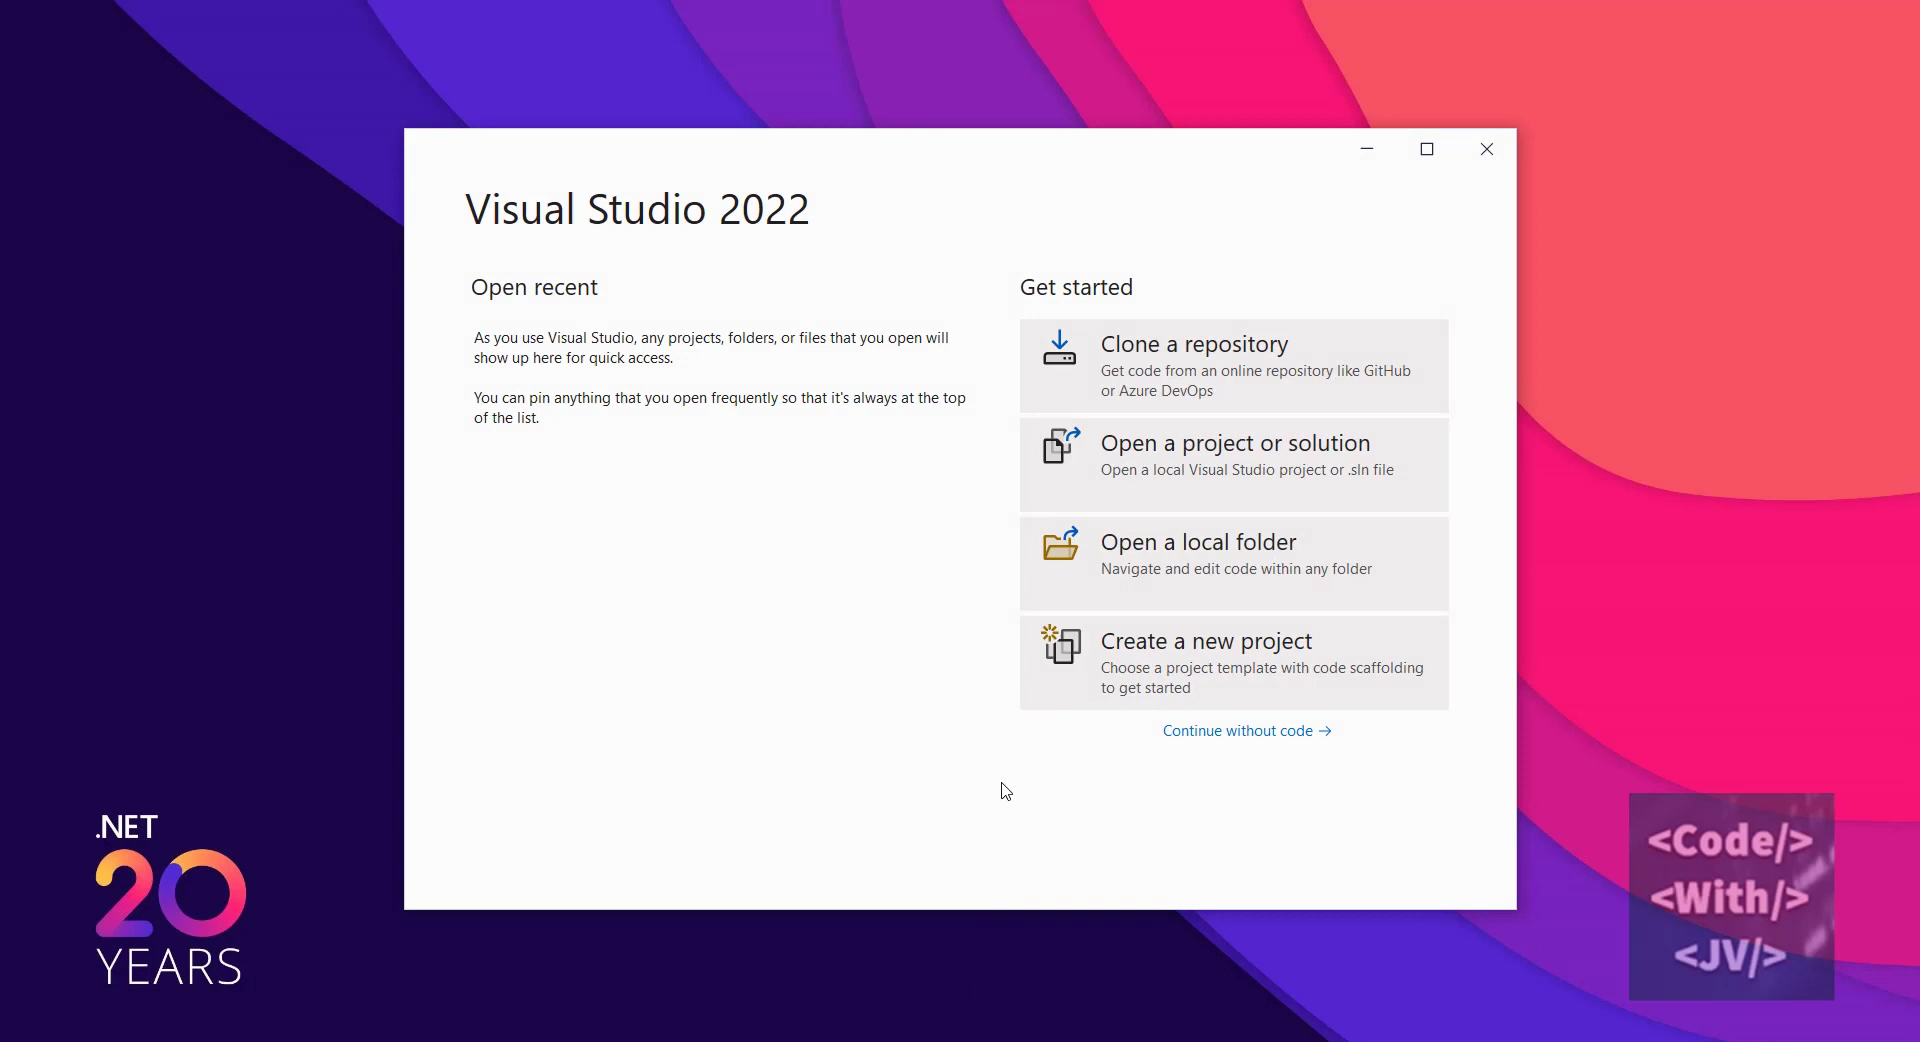 Visual Studio 2022
Open recent
As you use Visual Studio, any projects, folders, or files that you open will
show up here for quick access.
You can pin anything that you open frequently so that it's always at the top
of the list.
Get started
Clone a repository
Get code from an online repository like GitHub
or Azure DevOps
Open a project or solution
Open a local Visual Studio project or .sln file
Open a local folder
Navigate and edit code within any folder
Create a new project
Choose a project template with code scaffolding
to get started
Continue without code →
.NET
20
YEARS
<Code/>
<With/>
<JV/>